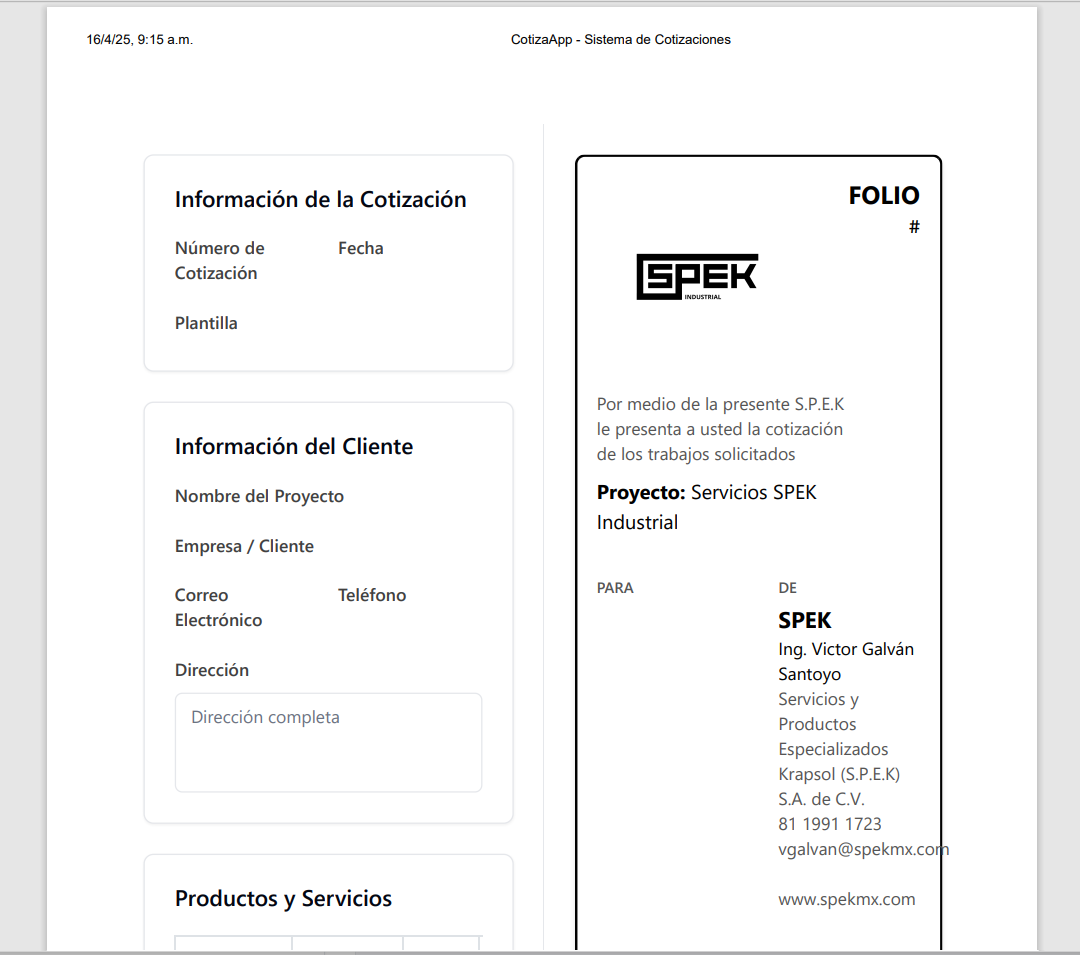 16/4/25, 9:15 a.m.
CotizaApp - Sistema de Cotizaciones
Información de la Cotización
Número de
Cotización
Fecha
Plantilla
Información del Cliente
Nombre del Proyecto
Empresa / Cliente
Correo
Electrónico
Teléfono
Dirección
Dirección completa
Productos y Servicios
FOLIO
#
SPEK
INDUSTRIAL
Por medio de la presente S.P.E.K
le presenta a usted la cotización
de los trabajos solicitados
Proyecto: Servicios SPEK
Industrial
PARA
DE
SPEK
Ing. Victor Galván
Santoyo
Servicios y
Productos
Especializados
Krapsol (S.P.E.K)
S.A. de C.V.
81 1991 1723
vgalvan@spekmx.com
www.spekmx.com